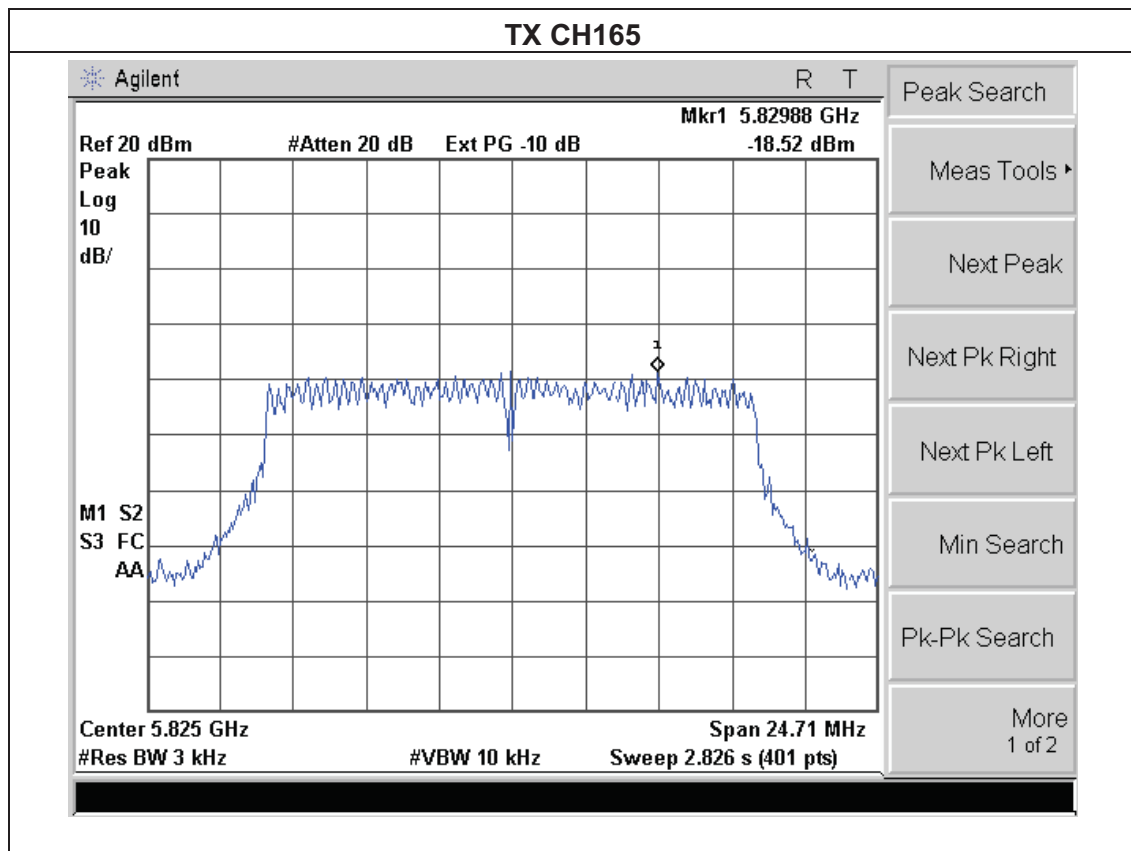 TX CH165
Agilent R T
Mkr1 5.82988 GHz
Ref 20 dBm #Atten 20 dB Ext PG -10 dB -18.52 dBm
Peak
Log
10
dB/
1
M1 S2
S3 FC
AA
Center 5.825 GHz Span 24.71 MHz
#Res BW 3 kHz #VBW 10 kHz Sweep 2.826 s (401 pts)
Peak Search
Meas Tools
Next Peak
Next Pk Right
Next Pk Left
Min Search
Pk-Pk Search
More
1 of 2